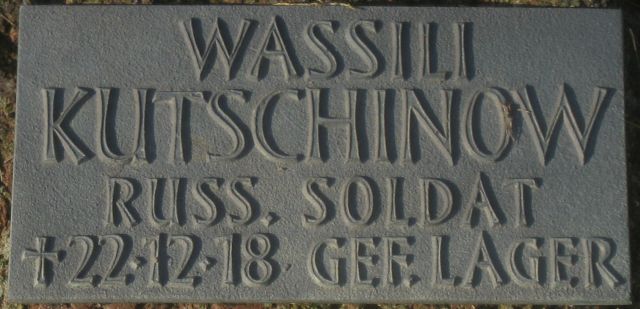 WASSILI
KUTSCHINOW
RUSS. SOLDAT
✝22·12·18 GEF. LAGER